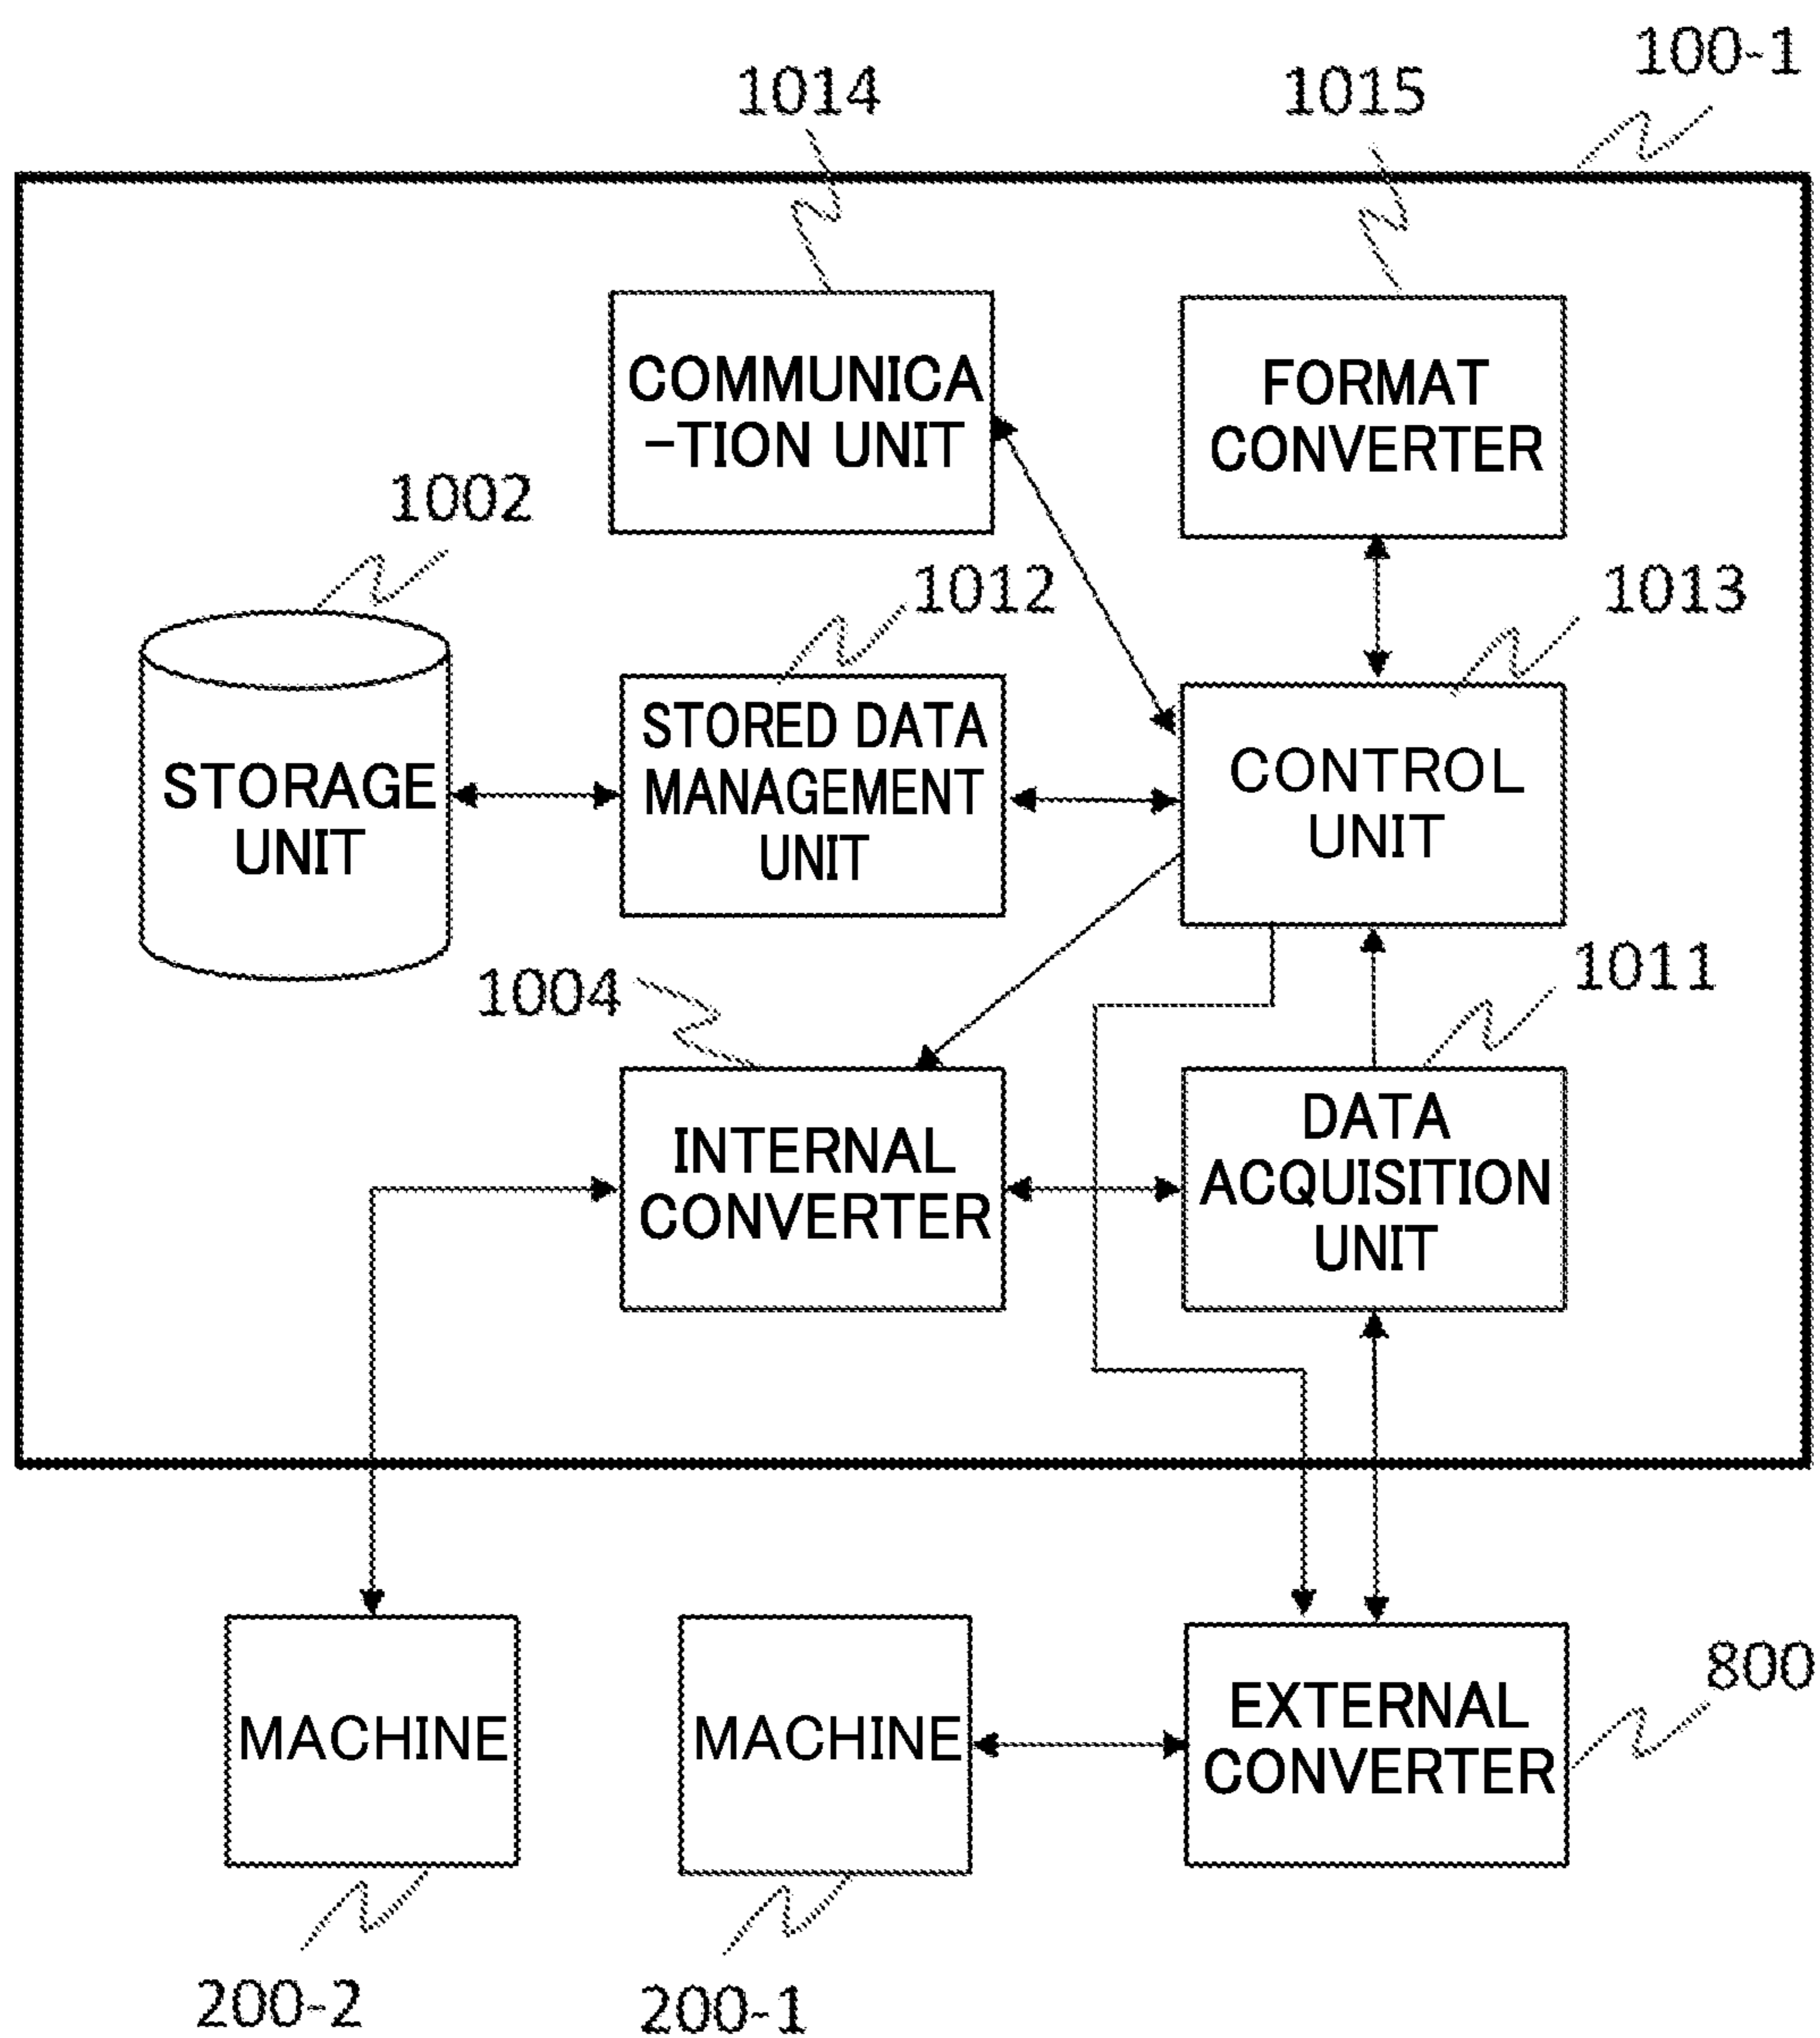 100-1
1014
1015
COMMUNICA
-TION UNIT
FORMAT
CONVERTER
1002
1012
1013
STORAGE
UNIT
STORED DATA
MANAGEMENT
UNIT
CONTROL
UNIT
1004
1011
INTERNAL
CONVERTER
DATA
ACQUISITION
UNIT
MACHINE
MACHINE
EXTERNAL
CONVERTER
800
200-2
200-1